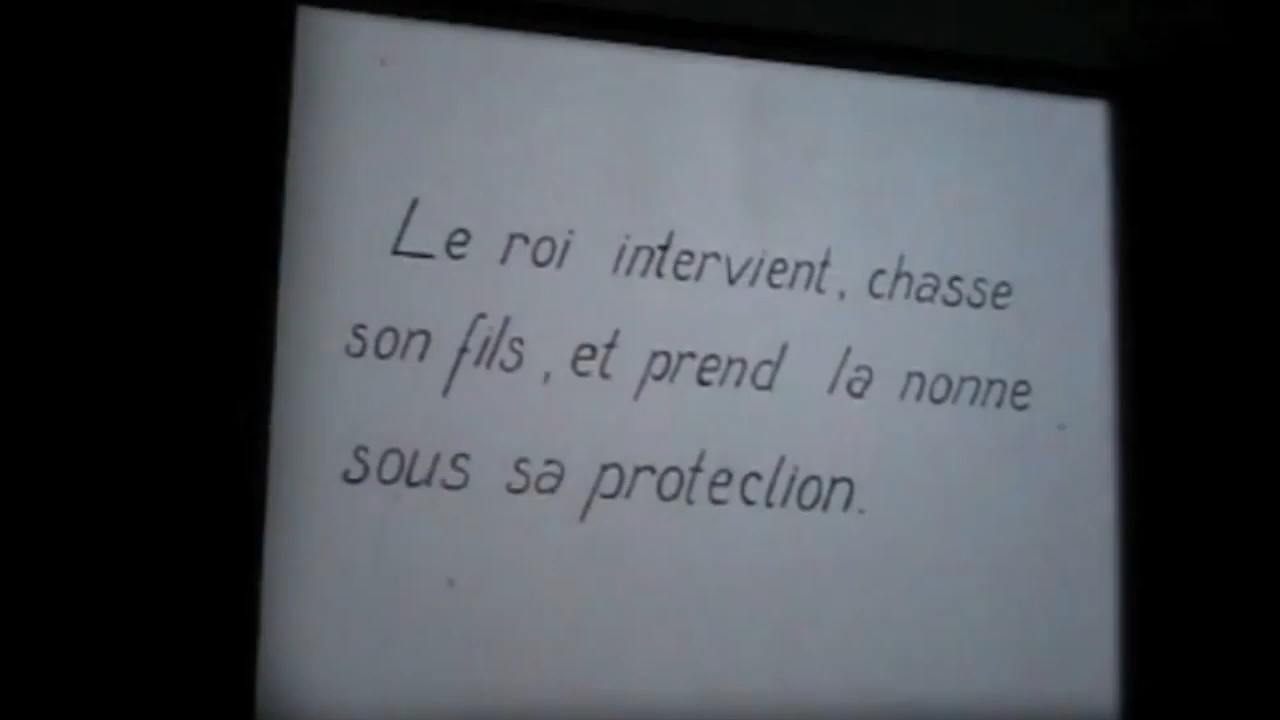 Le roi intervient, chasse
son fils, et prend la nonne
sous sa protection.